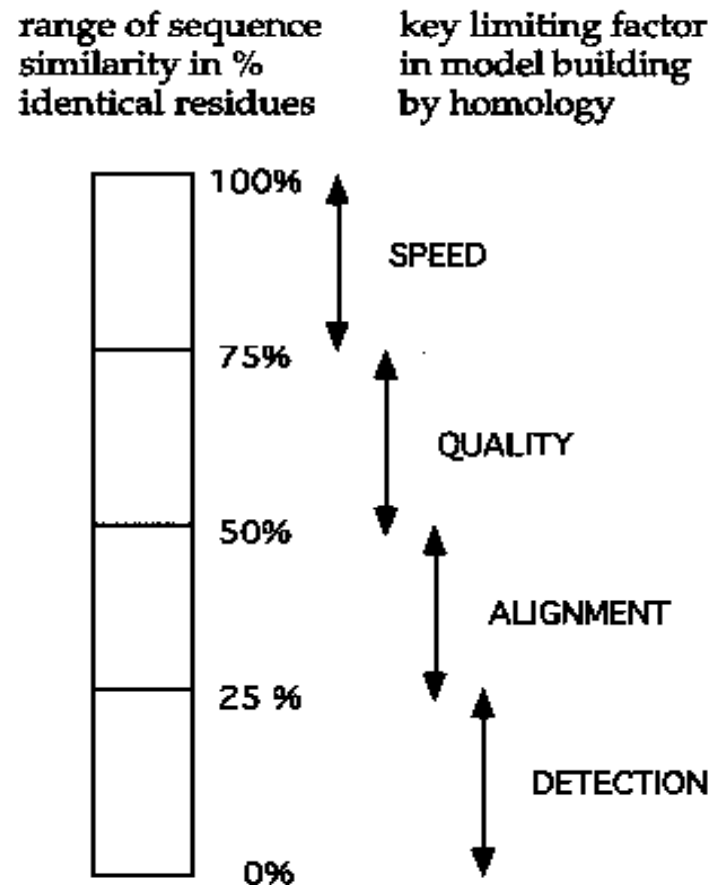 range of sequence
similarity in %
identical residues
key limiting factor
in model building
by homology
100%
SPEED
75%
QUALITY
50%
ALIGNMENT
25 %
DETECTION
0%